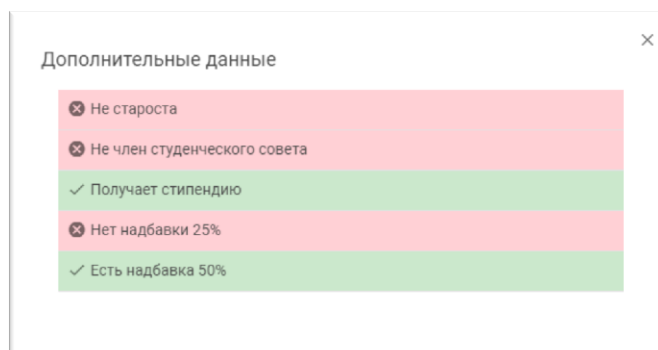 Дополнительные данные
Не староста
Не член студенческого совета
Получает стипендию
Нет надбавки 25%
Есть надбавка 50%